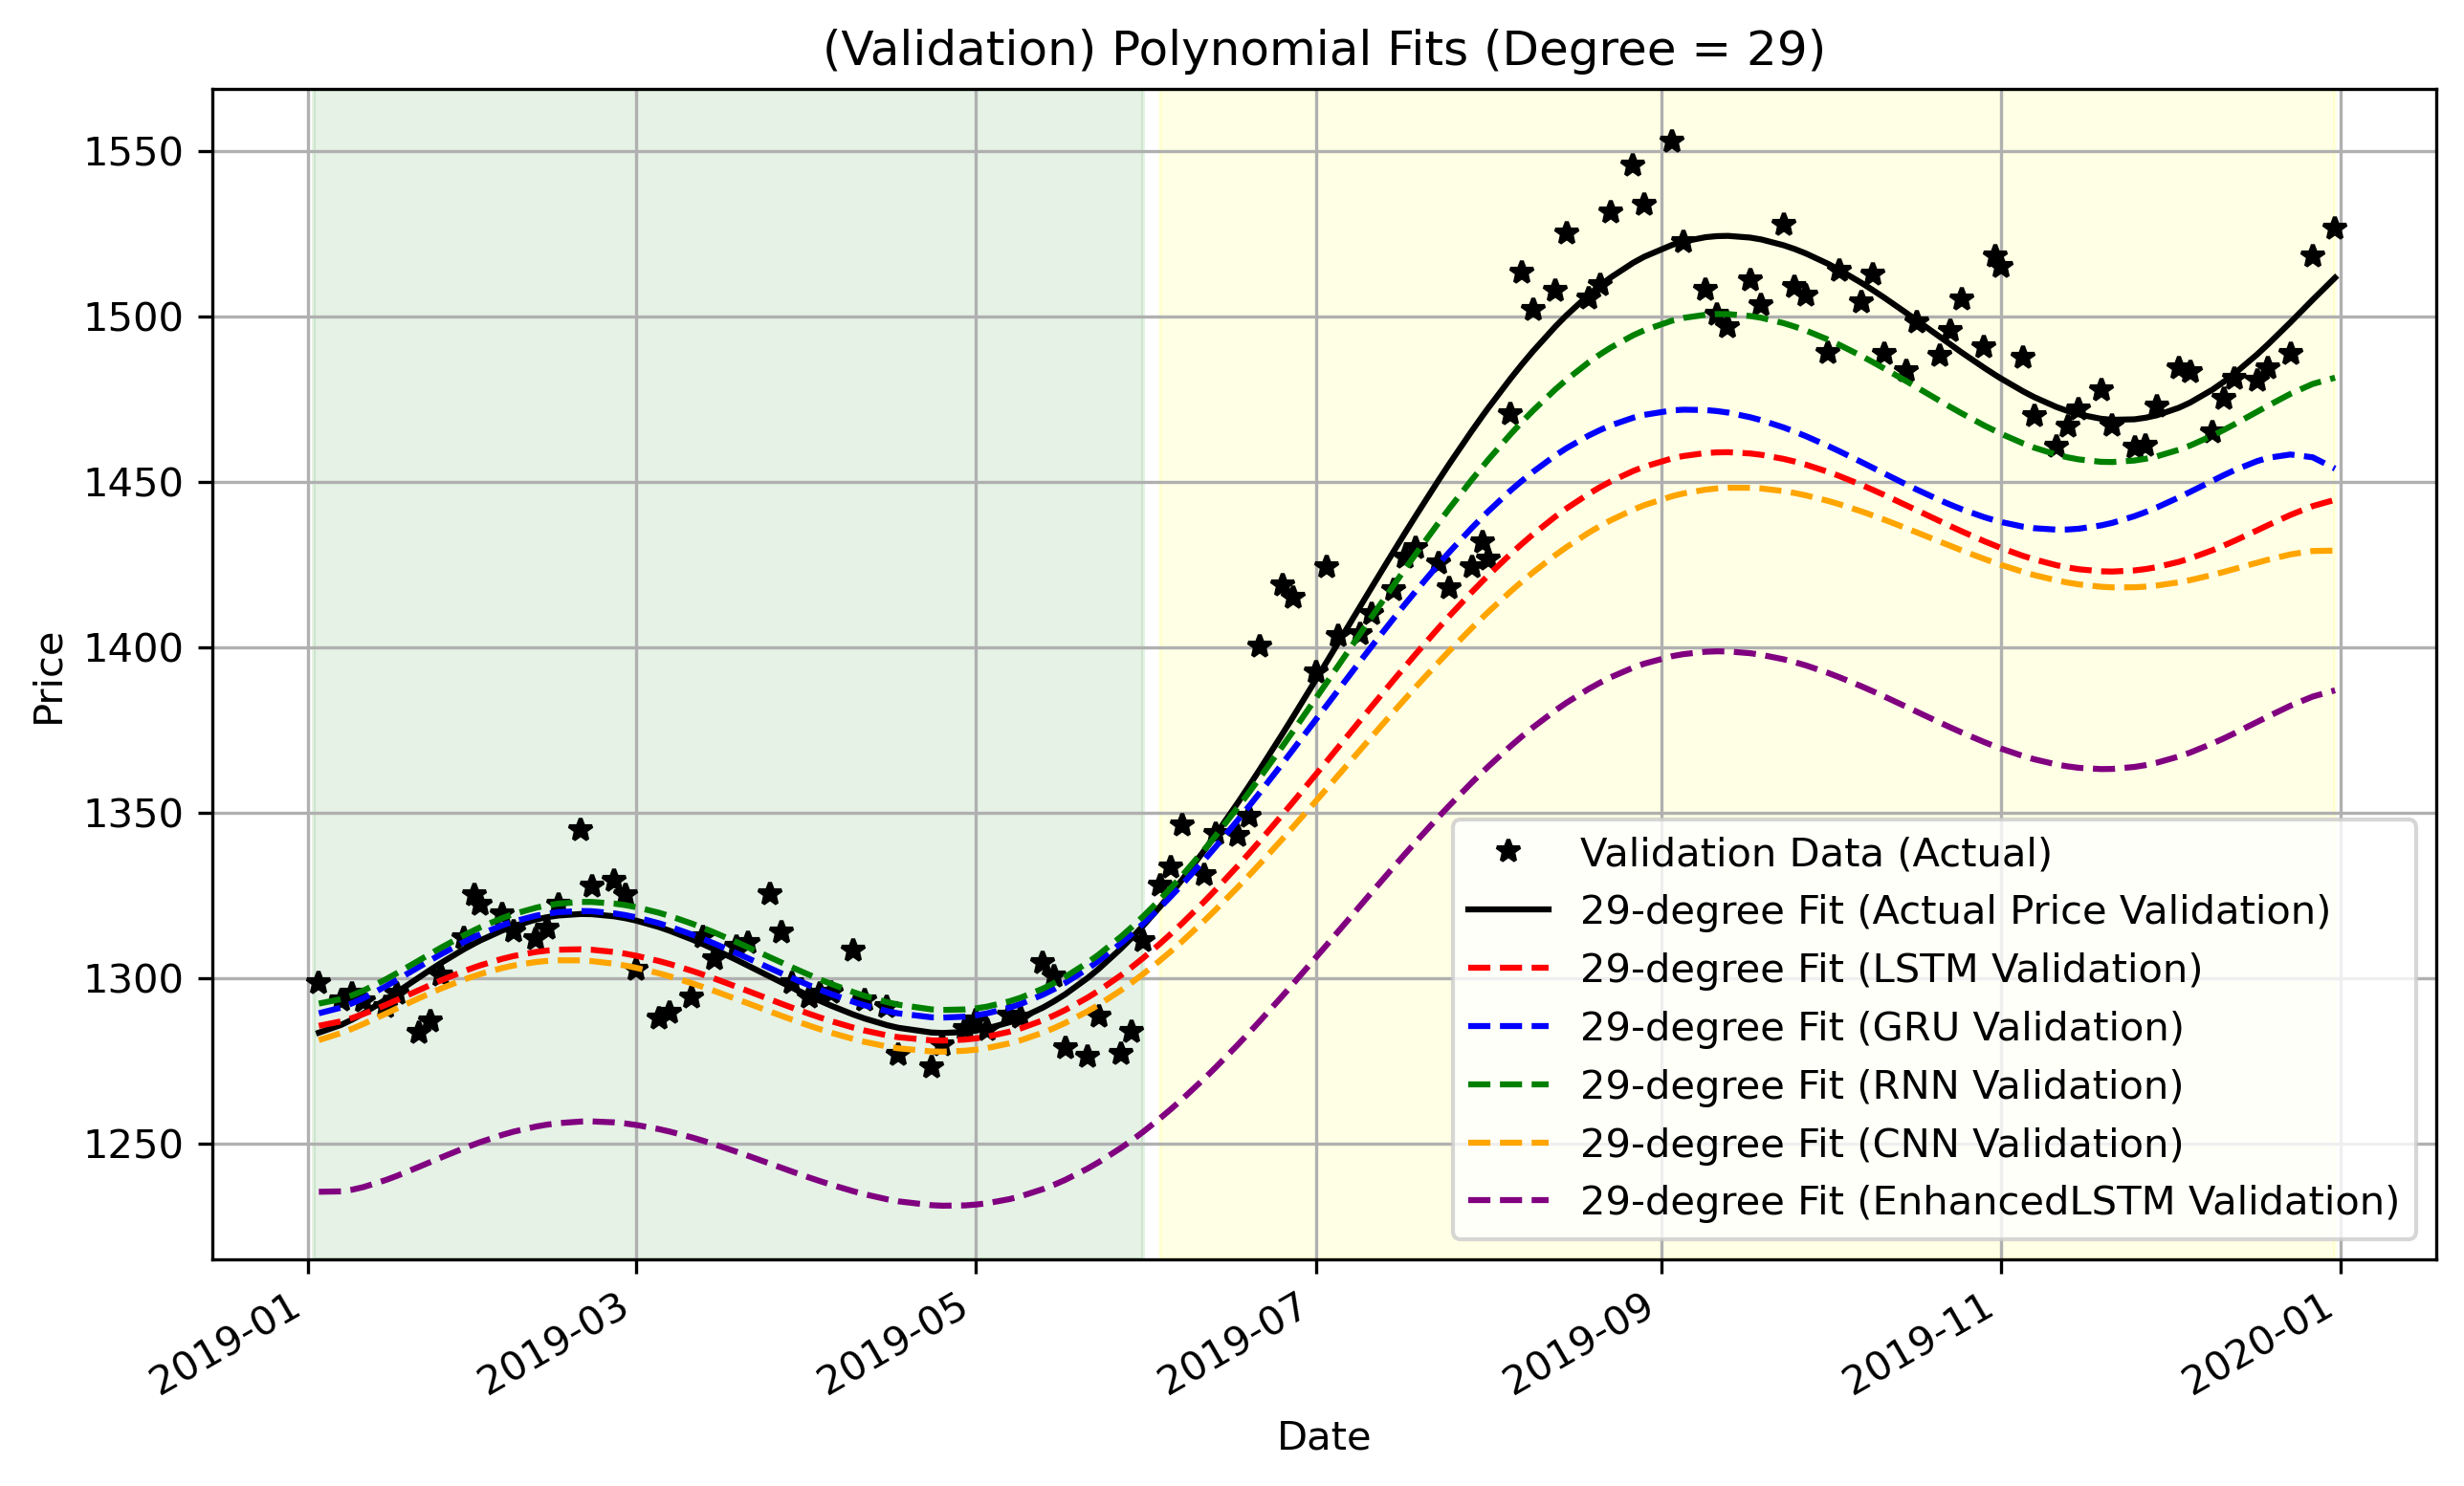 (Validation) Polynomial Fits (Degree = 29)
Price
1550
1500
1450
1400
1350
1300
1250
Validation Data (Actual)
29-degree Fit (Actual Price Validation)
29-degree Fit (LSTM Validation)
29-degree Fit (GRU Validation)
29-degree Fit (RNN Validation)
29-degree Fit (CNN Validation)
29-degree Fit (EnhancedLSTM Validation)
2019-01
2019-03
2019-05
2019-07
2019-09
2019-11
2020-01
Date